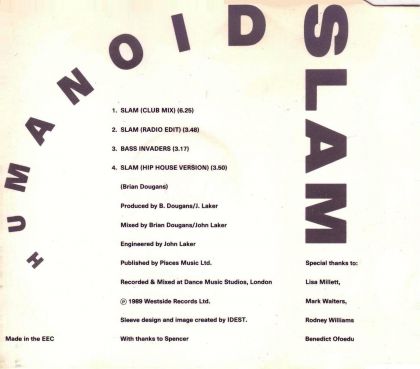 HUMANOID
SLAM
1. SLAM (CLUB MIX) (6.25)
2. SLAM (RADIO EDIT) (3.48)
3. BASS INVADERS (3.17)
4. SLAM (HIP HOUSE VERSION) (3.50)
(Brian Dougans)
Produced by B. Dougans/J. Laker
Mixed by Brian Dougans/John Laker
Engineered by John Laker
Published by Pisces Music Ltd.
Recorded & Mixed at Dance Music Studios, London
℗ 1989 Westside Records Ltd.
Sleeve design and image created by IDEST.
With thanks to Spencer
Special thanks to:
Lisa Millett,
Mark Walters,
Rodney Williams
Benedict Ofoedu
Made in the EEC